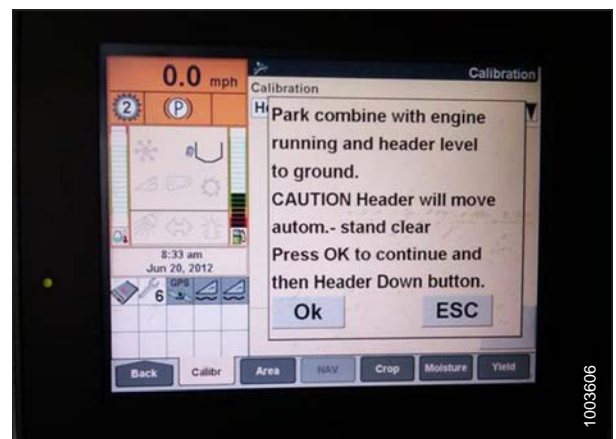 0.0 mph
Calibration
2
P
Calibration
He
Park combine with engine
running and header level
to ground.
CAUTION Header will move
autom.- stand clear
Press OK to continue and
then Header Down button.
Ok
ESC
8:33 am
Jun 20, 2012
6
GPS
Back
Calibr
Area
NAV
Crop
Moisture
Yield
1003606